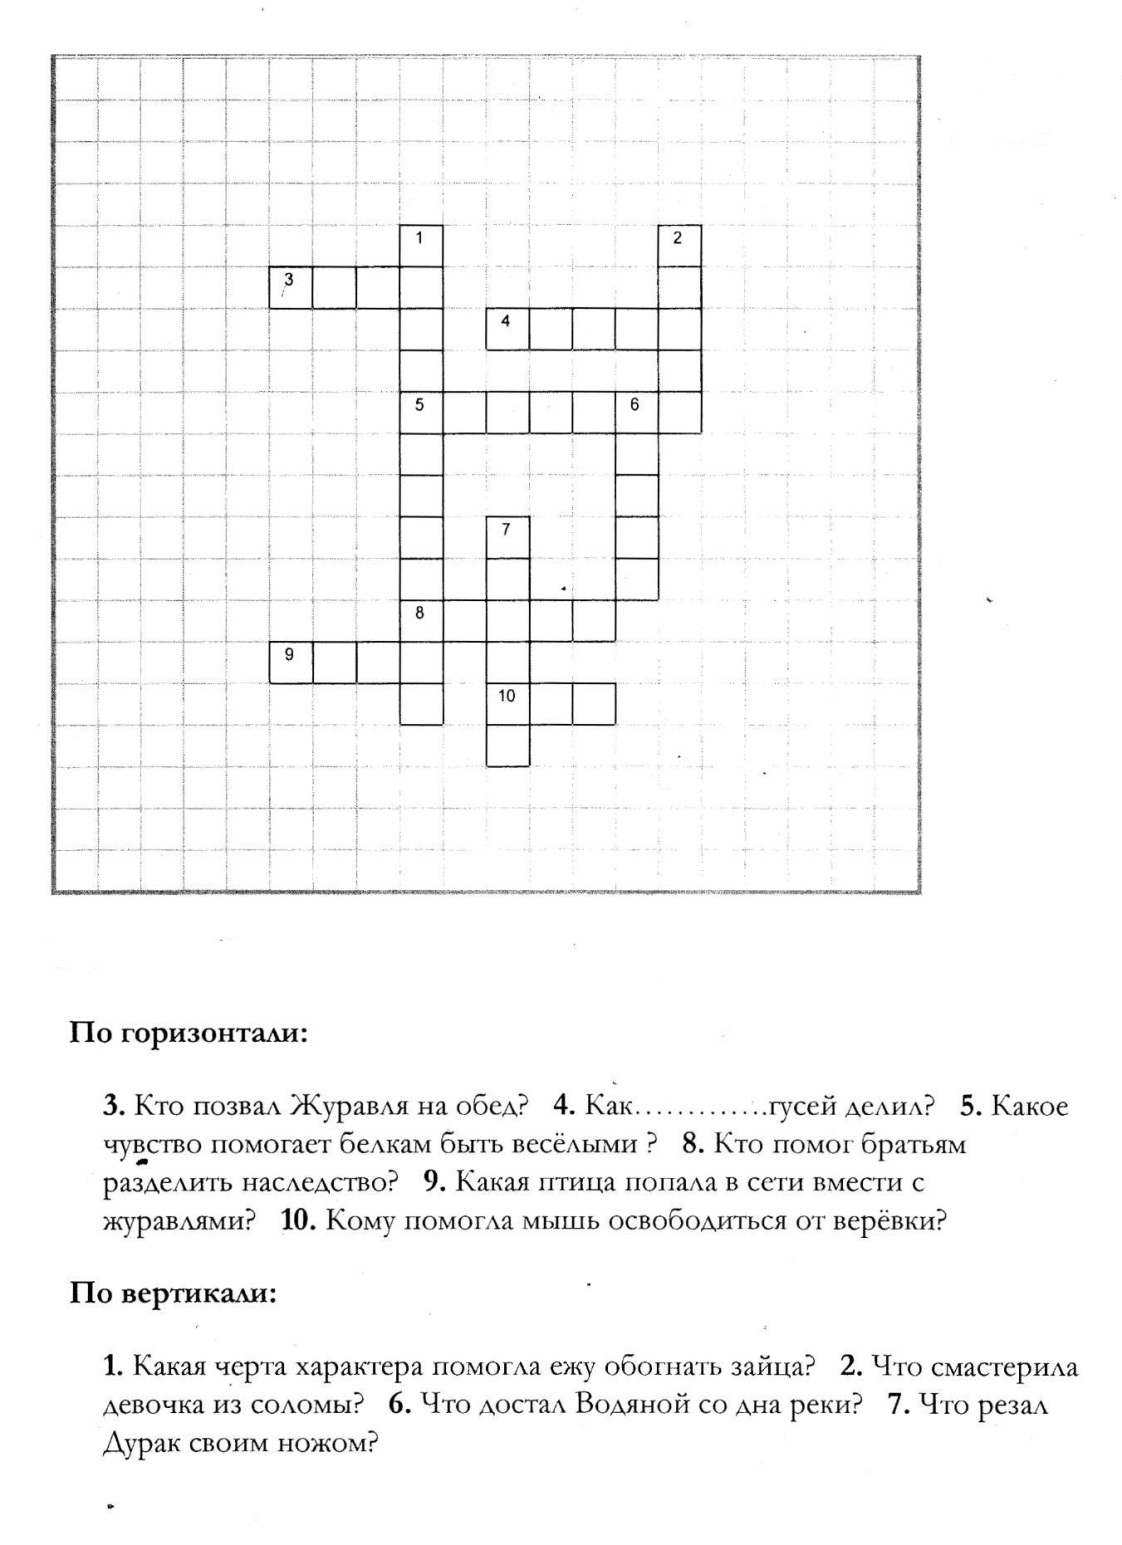 1
2
3
4
5
6
7
8
9
10
По горизонтали:
3. Кто позвал Журавля на обед? 4. Как.............гусей делил? 5. Какое
чувство помогает белкам быть весёлыми ? 8. Кто помог братьям
разделить наследство? 9. Какая птица попала в сети вмести с
журавлями? 10. Кому помогла мышь освободиться от верёвки?
По вертикали:
1. Какая черта характера помогла ежу обогнать зайца? 2. Что смастерила
девочка из соломы? 6. Что достал Водяной со дна реки? 7. Что резал
Дурак своим ножом?